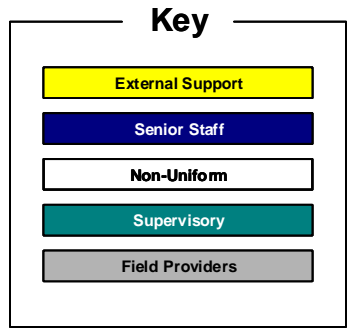 Key
External Support
Senior Staff
Non-Uniform
Supervisory
Field Providers